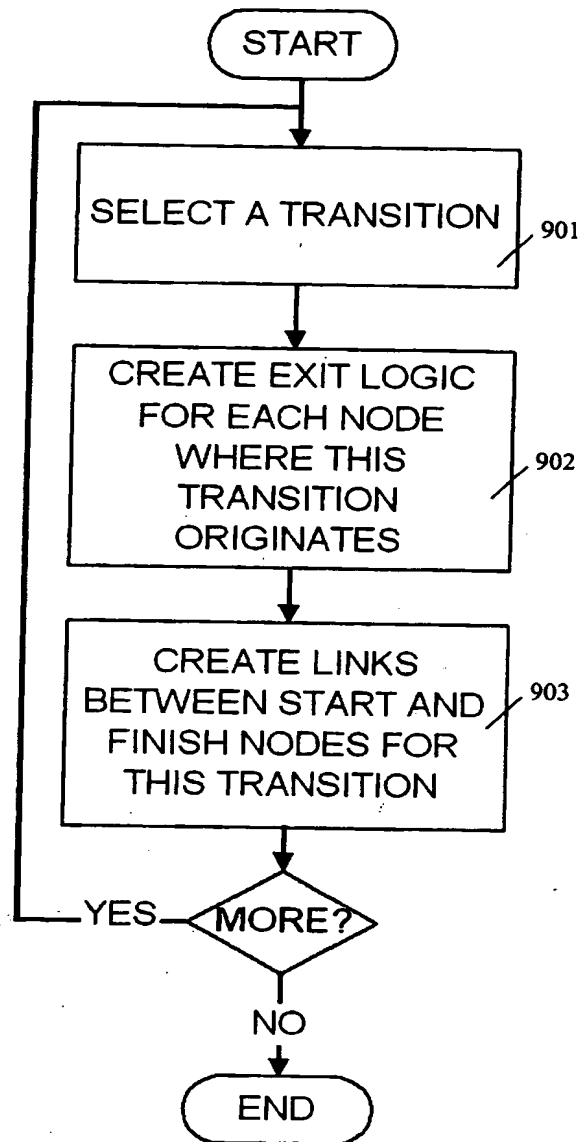 START
SELECT A TRANSITION
901
CREATE EXIT LOGIC
FOR EACH NODE
WHERE THIS
TRANSITION
ORIGINATES
902
CREATE LINKS
BETWEEN START AND
FINISH NODES FOR
THIS TRANSITION
903
YES
MORE?
NO
END